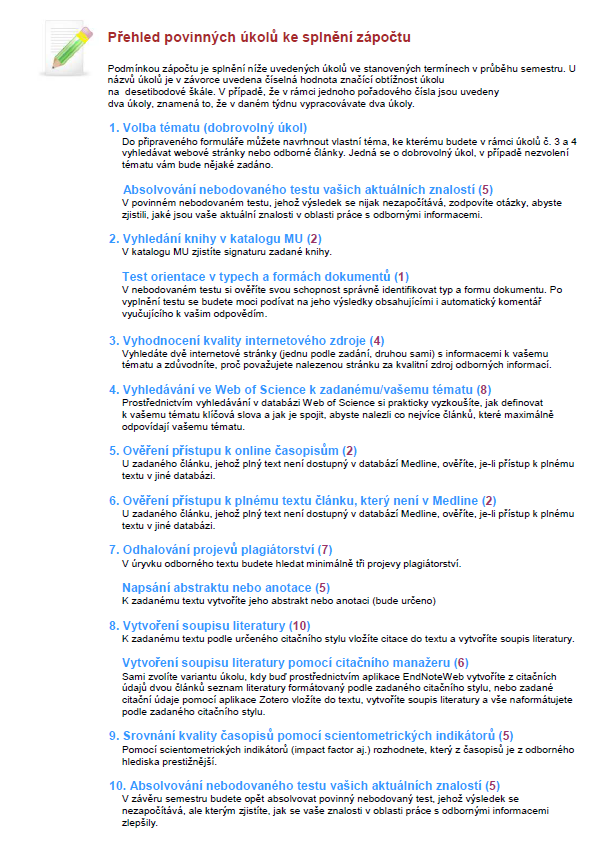 Přehled povinných úkolů ke splnění zápočtu
Podmínkou zápočtu je splnění níže uvedených úkolů ve stanovených termínech v průběhu semestru. U
názvů úkolů je v závorce uvedena číselná hodnota značící obtížnost úkolu
na desetibodové škále. V případě, že v rámci jednoho pořadového čísla jsou uvedeny
dva úkoly, znamená to, že v daném týdnu vypracovávate dva úkoly.
1. Volba tématu (dobrovolný úkol)
Do připraveného formuláře můžete navrhnout vlastní téma, ke kterému budete v rámci úkolů č. 3 a 4
vyhledávat webové stránky nebo odborné články. Jedná se o dobrovolný úkol, v případě nezvolení
tématu vám bude nějaké zadáno.
Absolvování nebodovaného testu vašich aktuálních znalostí (5)
V povinném nebodovaném testu, jehož výsledek se nijak nezapočítává, zodpovíte otázky, abyste
zjistili, jaké jsou vaše aktuální znalosti v oblasti práce s odbornými informacemi.
2. Vyhledání knihy v katalogu MU (2)
V katalogu MU zjistíte signaturu zadané knihy.
Test orientace v typech a formách dokumentů (1)
V nebodovaném testu si ověříte svou schopnost správně identifikovat typ a formu dokumentu. Po
vyplnění testu se budete moci podívat na jeho výsledky obsahujícími i automatický komentář
vyučujícího k vašim odpovědím.
3. Vyhodnocení kvality internetového zdroje (4)
Vyhledáte dvě internetové stránky (jednu podle zadání, druhou sami) s informacemi k vašemu
tématu a zdůvodníte, proč považujete nalezenou stránku za kvalitní zdroj odborných informací.
4. Vyhledávání ve Web of Science k zadanému/vašemu tématu (8)
Prostřednictvím vyhledávání v databázi Web of Science si prakticky vyzkoušíte, jak definovat
k vašemu tématu klíčová slova a jak je spojit, abyste nalezli co nejvíce článků, které maximálně
odpovídají vašemu tématu.
5. Ověření přístupu k online časopisům (2)
U zadaného článku, jehož plný text není dostupný v databází Medline, ověříte, je-li přístup k plnému
textu v jiné databázi.
6. Ověření přístupu k plnému textu článku, který není v Medline (2)
U zadaného článku, jehož plný text není dostupný v databází Medline, ověříte, je-li přístup k plnému
textu v jiné databázi.
7. Odhalování projevů plagiátorství (7)
V úryvku odborného textu budete hledat minimálně tři projevy plagiátorství.
Napsání abstraktu nebo anotace (5)
K zadanému textu vytvoříte jeho abstrakt nebo anotaci (bude určeno)
8. Vytvoření soupisu literatury (10)
K zadanému textu podle určeného citačního stylu vložíte citace do textu a vytvoříte soupis literatury.
Vytvoření soupisu literatury pomocí citačního manažeru (6)
Sami zvolíte variantu úkolu, kdy buď prostřednictvím aplikace EndNoteWeb vytvoříte z citačních
údajů dvou článků seznam literatury formátovaný podle zadaného citačního stylu, nebo zadané
citační údaje pomocí aplikace Zotero vložíte do textu, vytvoříte soupis literatury a vše naformátujete
podle zadaného citačního stylu.
9. Srovnání kvality časopisů pomocí scientometrických indikátorů (5)
Pomocí scientometrických indikátorů (impact factor aj.) rozhodnete, který z časopisů je z odborného
hlediska prestižnější.
10. Absolvování nebodovaného testu vašich aktuálních znalostí (5)
V závěru semestru budete opět absolvovat povinný nebodovaný test, jehož výsledek se
nezapočítává, ale kterým zjistíte, jak se vaše znalosti v oblasti práce s odbornými informacemi
zlepšily.